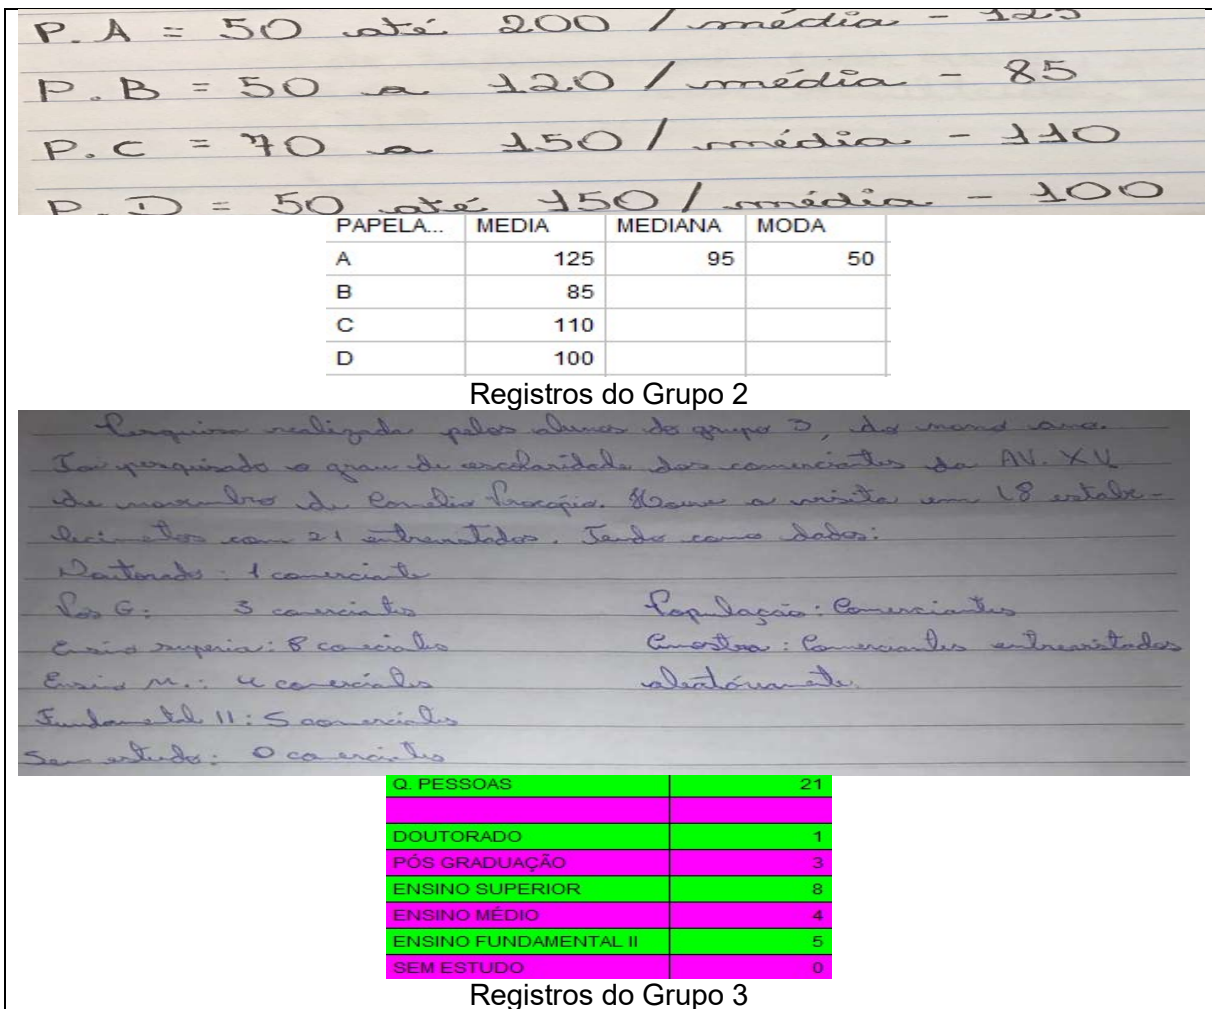 P.A = 50 até 200 / média - 125
P.B = 50 a 120 / média - 85
P.C = 70 a 150 / média - 110
P.D = 50 até 150 / média - 100
PAPELA... MEDIA MEDIANA MODA
A 125 95 50
B 85
C 110
D 100
Registros do Grupo 2
Pesquisa realizada pelos alunos do grupo 3, do nono ano.
Foi pesquisado o grau de escolaridade dos comerciantes da AV. XV
de novembro de Cornélio Procópio. Houve a visita em 18 estabe-
lecimetos com 21 entrevistados. Tendo como dados:
Doutorado: 1 comerciante
Pos G: 3 comerciantes População: Comerciantes
Ensino superior: 8 comerciantes Amostra: Comerciantes entrevistados
Ensino M.: 4 comerciantes aleatóriamente.
Fundamental II: 5 comerciantes
Sem estudo: 0 comerciantes
Q. PESSOAS 21
DOUTORADO 1
PÓS GRADUAÇÃO 3
ENSINO SUPERIOR 8
ENSINO MÉDIO 4
ENSINO FUNDAMENTAL II 5
SEM ESTUDO 0
Registros do Grupo 3